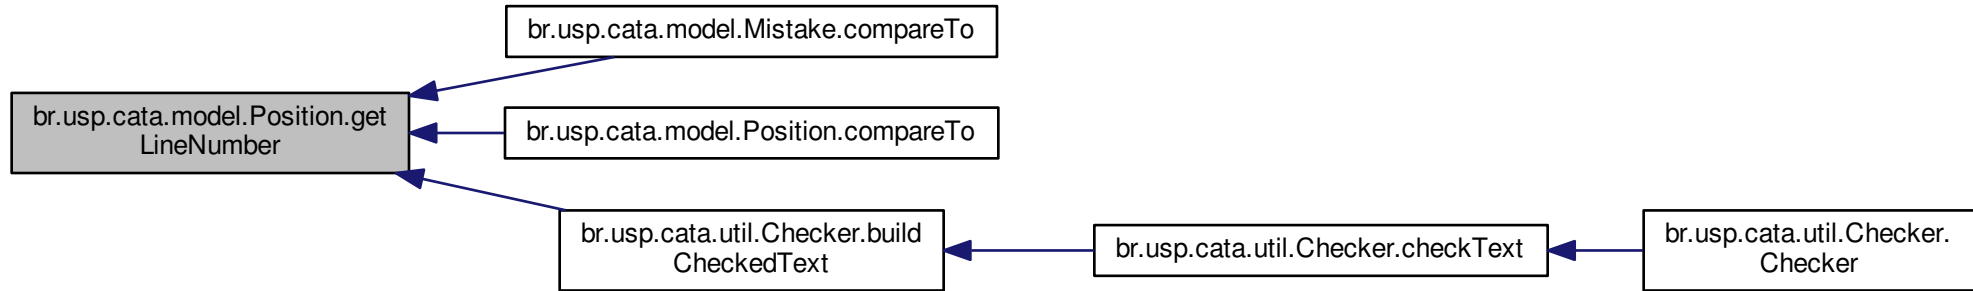 br.usp.cata.model.Mistake.compareTo
br.usp.cata.model.Position.get
LineNumber
br.usp.cata.model.Position.compareTo
br.usp.cata.util.Checker.build
CheckedText
br.usp.cata.util.Checker.checkText
br.usp.cata.util.Checker.
Checker